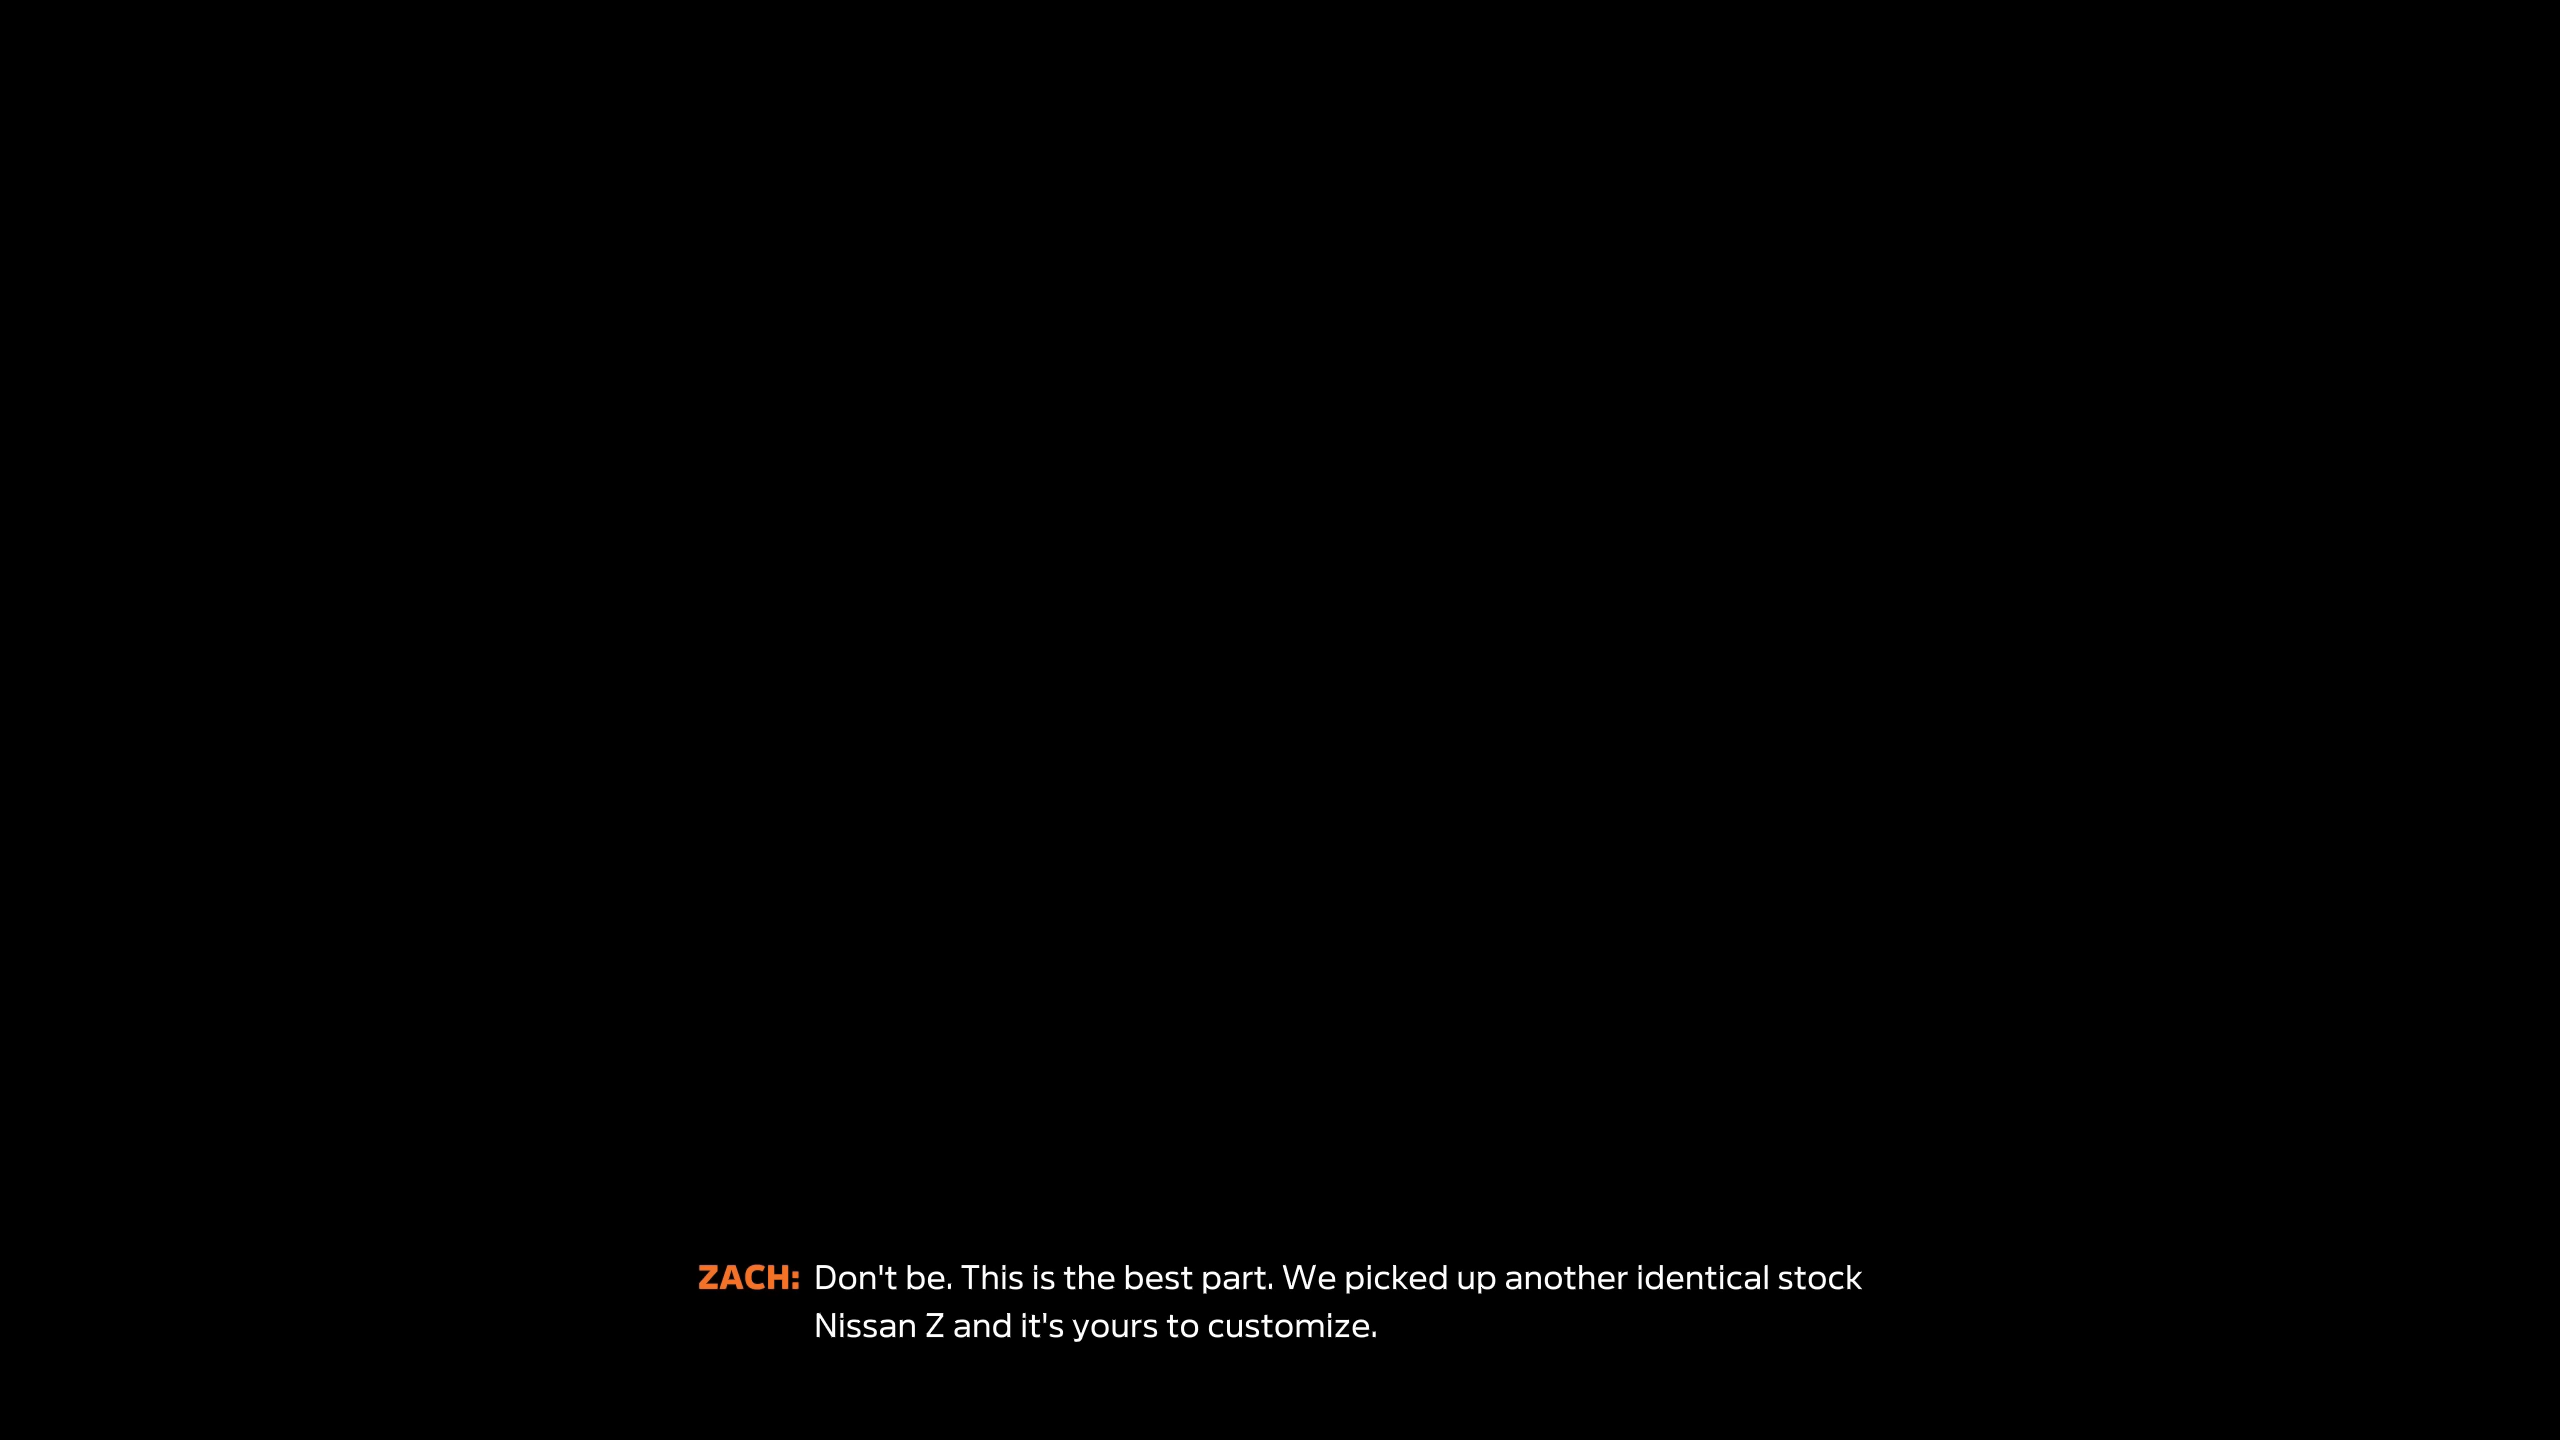 ZACH: Don't be. This is the best part. We picked up another identical stock
Nissan Z and it's yours to customize.